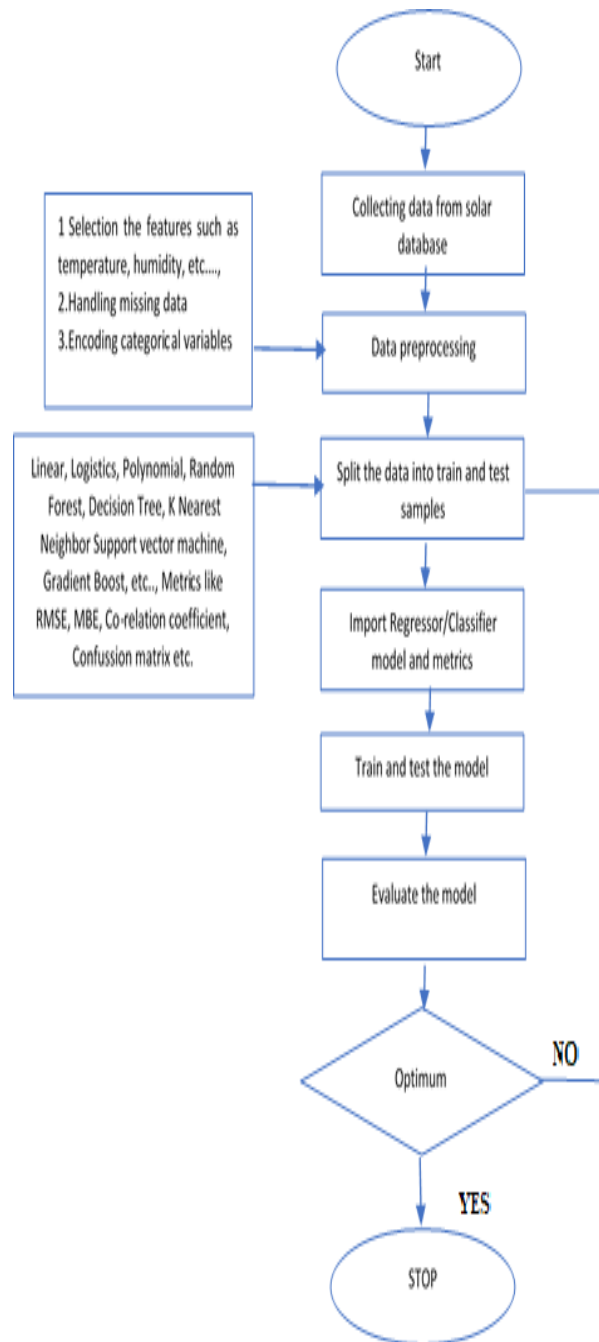 Start
Collecting data from solar
database
1 Selection the features such as
temperature, humidity, etc....,
2.Handling missing data
3.Encoding categorical variables
Data preprocessing
Linear, Logistics, Polynomial, Random
Forest, Decision Tree, K Nearest
Neighbor Support vector machine,
Gradient Boost, etc.., Metrics like
RMSE, MBE, Co-relation coefficient,
Confussion matrix etc.
Split the data into train and test
samples
Import Regressor/Classifier
model and metrics
Train and test the model
Evaluate the model
Optimum
NO
YES
STOP